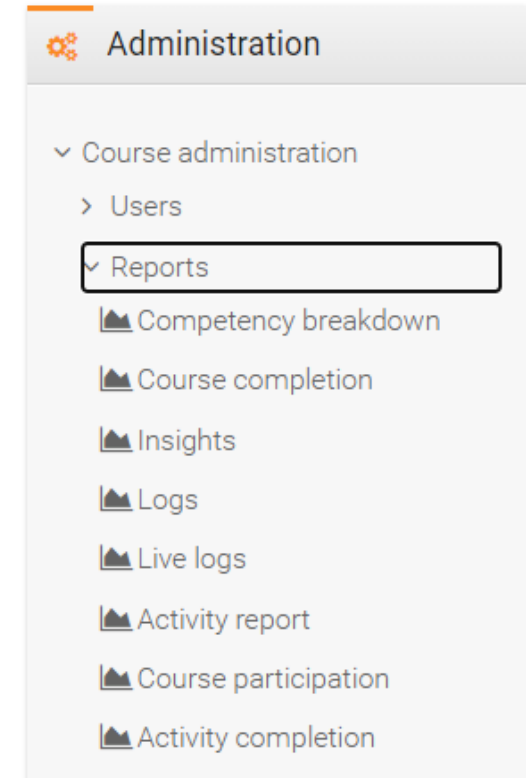 Administration
Course administration
Users
Reports
Competency breakdown
Course completion
Insights
Logs
Live logs
Activity report
Course participation
Activity completion